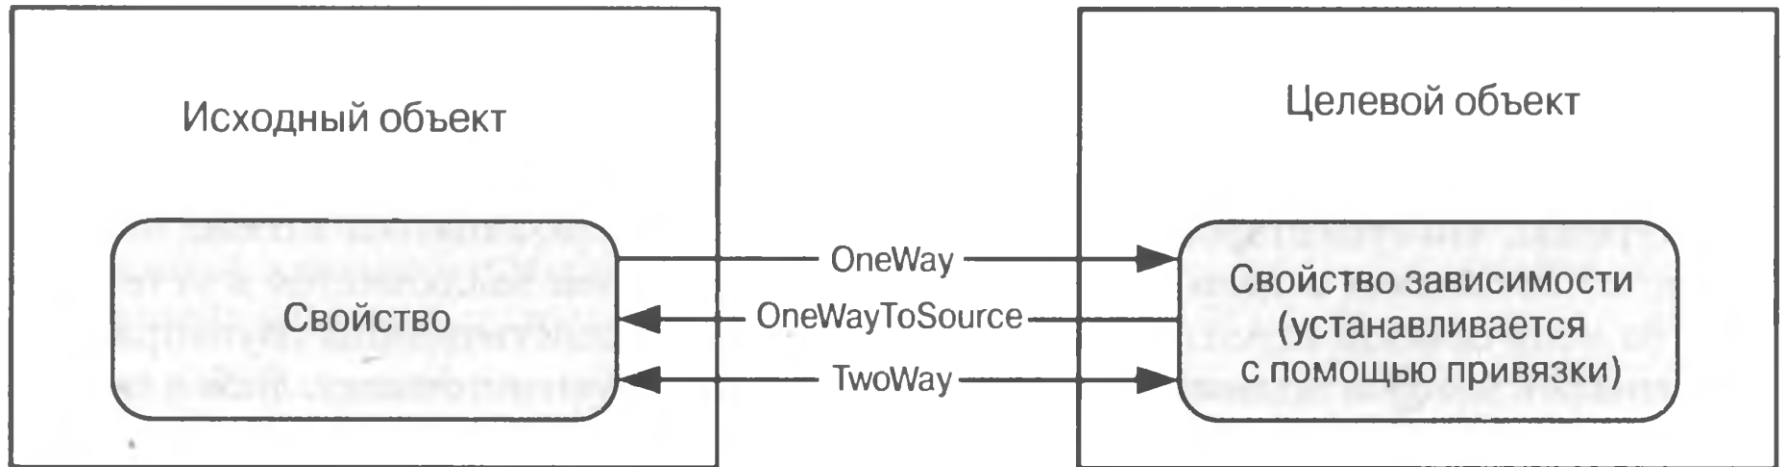 Исходный объект
Целевой объект
Свойство
OneWay
OneWayToSource
TwoWay
Свойство зависимости
(устанавливается
с помощью привязки)